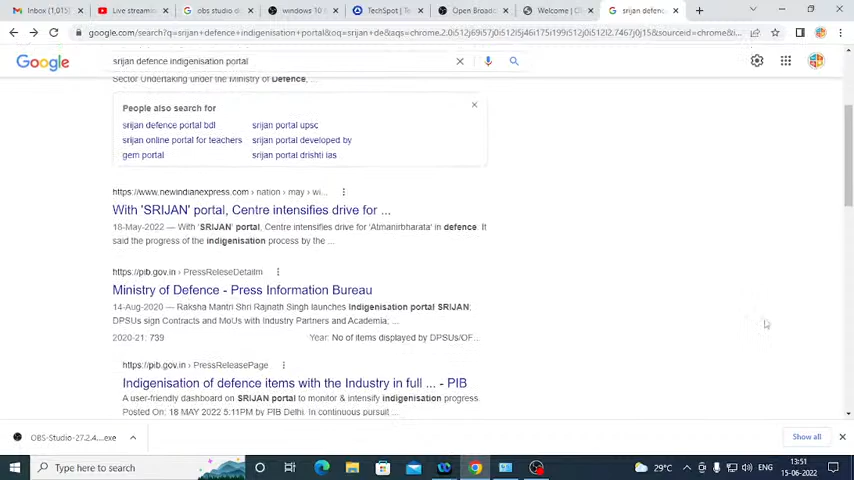 Inbox (1,015)
Live streami
obs studio d
windows 10 (
TechSpot | Te
Open Broadc
Welcome | C
srijan defenc
google.com/search?q=srijan+defence+indigenisation+portal&oq=srijan+de&aqs=chrome.
Google
srijan defence indigenisation portal
Sector Undertaking under the Ministry of Defence, ...
People also search for
srijan defence portal bdl srijan portal upsc
srijan online portal for teachers srijan portal developed by
gem portal srijan portal drishti ias
https://www.newindianexpress.com › nation › may › wi...
With 'SRIJAN' portal, Centre intensifies drive for ...
18-May-2022 — With 'SRIJAN' portal, Centre intensifies drive for 'Atmanirbharata' in defence. It
said the progress of the indigenisation process by the ...
https://pib.gov.in › PressReleseDetailm
Ministry of Defence - Press Information Bureau
14-Aug-2020 — Raksha Mantri Shri Rajnath Singh launches Indigenisation portal SRIJAN;
DPSUs sign Contracts and MoUs with Industry Partners and Academia; ...
2020-21: 739 Year: No of items displayed by DPSUs/OF...
https://pib.gov.in › PressReleasePage
Indigenisation of defence items with the Industry in full ... - PIB
A user-friendly dashboard on SRIJAN portal to monitor & intensify indigenisation progress.
Posted On: 18 MAY 2022 5:11PM by PIB Delhi. In continuous pursuit ...
OBS-Studio-27.2.4....exe
Show all
Type here to search
29°C
ENG
13:51
15-06-2022